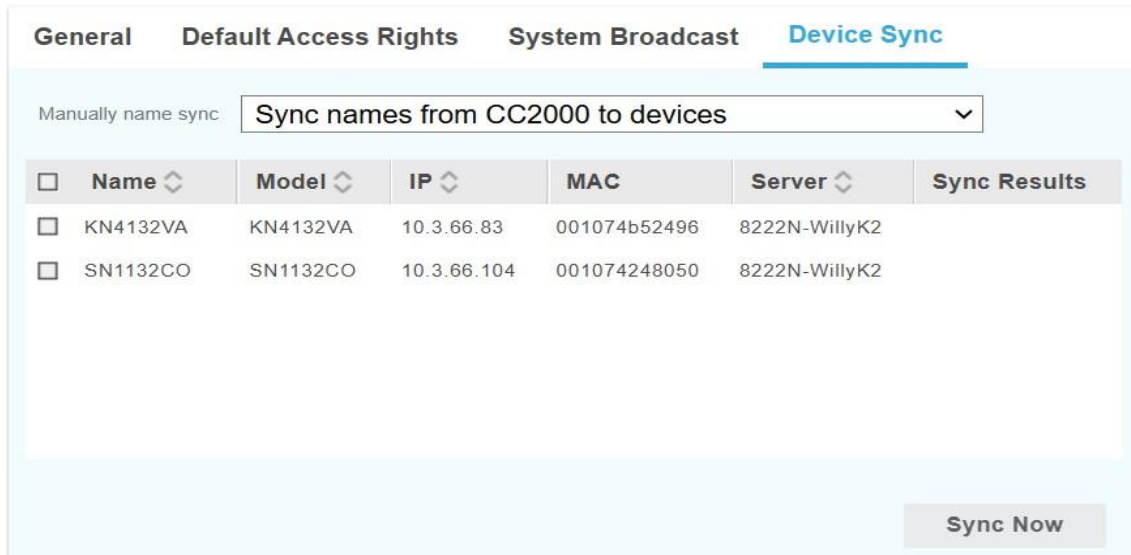 General Default Access Rights System Broadcast Device Sync
Manually name sync Sync names from CC2000 to devices
Name Model IP MAC Server Sync Results
KN4132VA KN4132VA 10.3.66.83 001074b52496 8222N-WillyK2
SN1132CO SN1132CO 10.3.66.104 001074248050 8222N-WillyK2
Sync Now